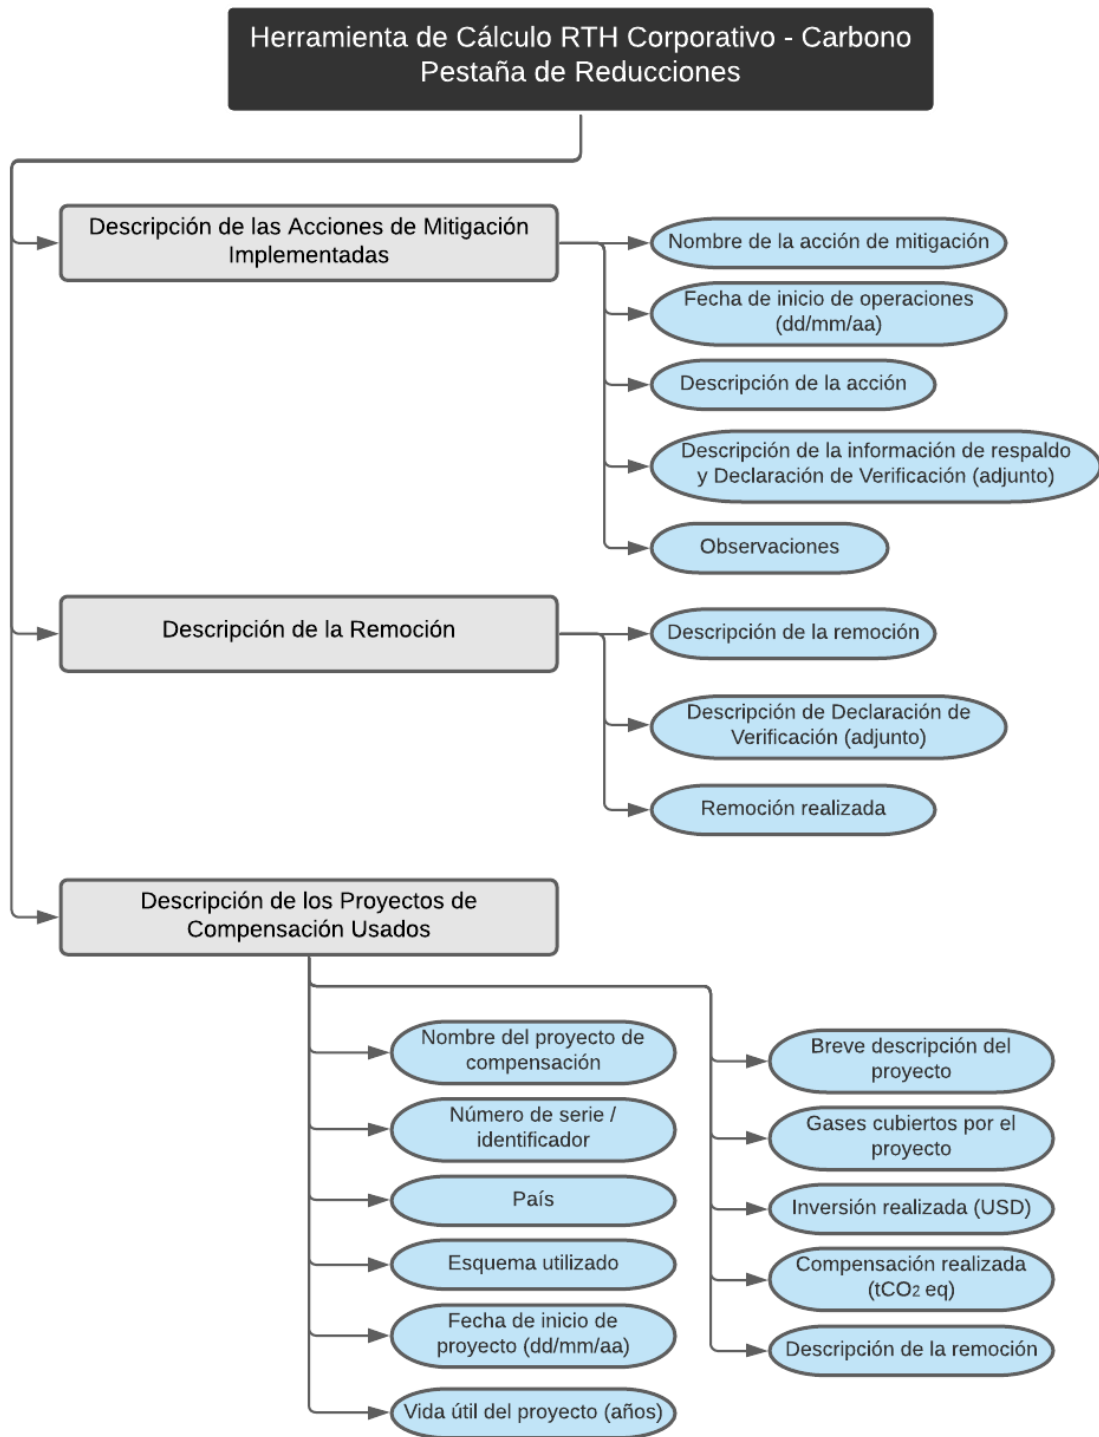 Herramienta de Cálculo RTH Corporativo - Carbono
Pestaña de Reducciones
Descripción de las Acciones de Mitigación
Implementadas
Nombre de la acción de mitigación
Fecha de inicio de operaciones
(dd/mm/aa)
Descripción de la acción
Descripción de la información de respaldo
y Declaración de Verificación (adjunto)
Observaciones
Descripción de la Remoción
Descripción de la remoción
Descripción de Declaración de
Verificación (adjunto)
Remoción realizada
Descripción de los Proyectos de
Compensación Usados
Nombre del proyecto de
compensación
Número de serie /
identificador
País
Esquema utilizado
Fecha de inicio de
proyecto (dd/mm/aa)
Vida útil del proyecto (años)
Breve descripción del
proyecto
Gases cubiertos por el
proyecto
Inversión realizada (USD)
Compensación realizada
(tCO₂ eq)
Descripción de la remoción